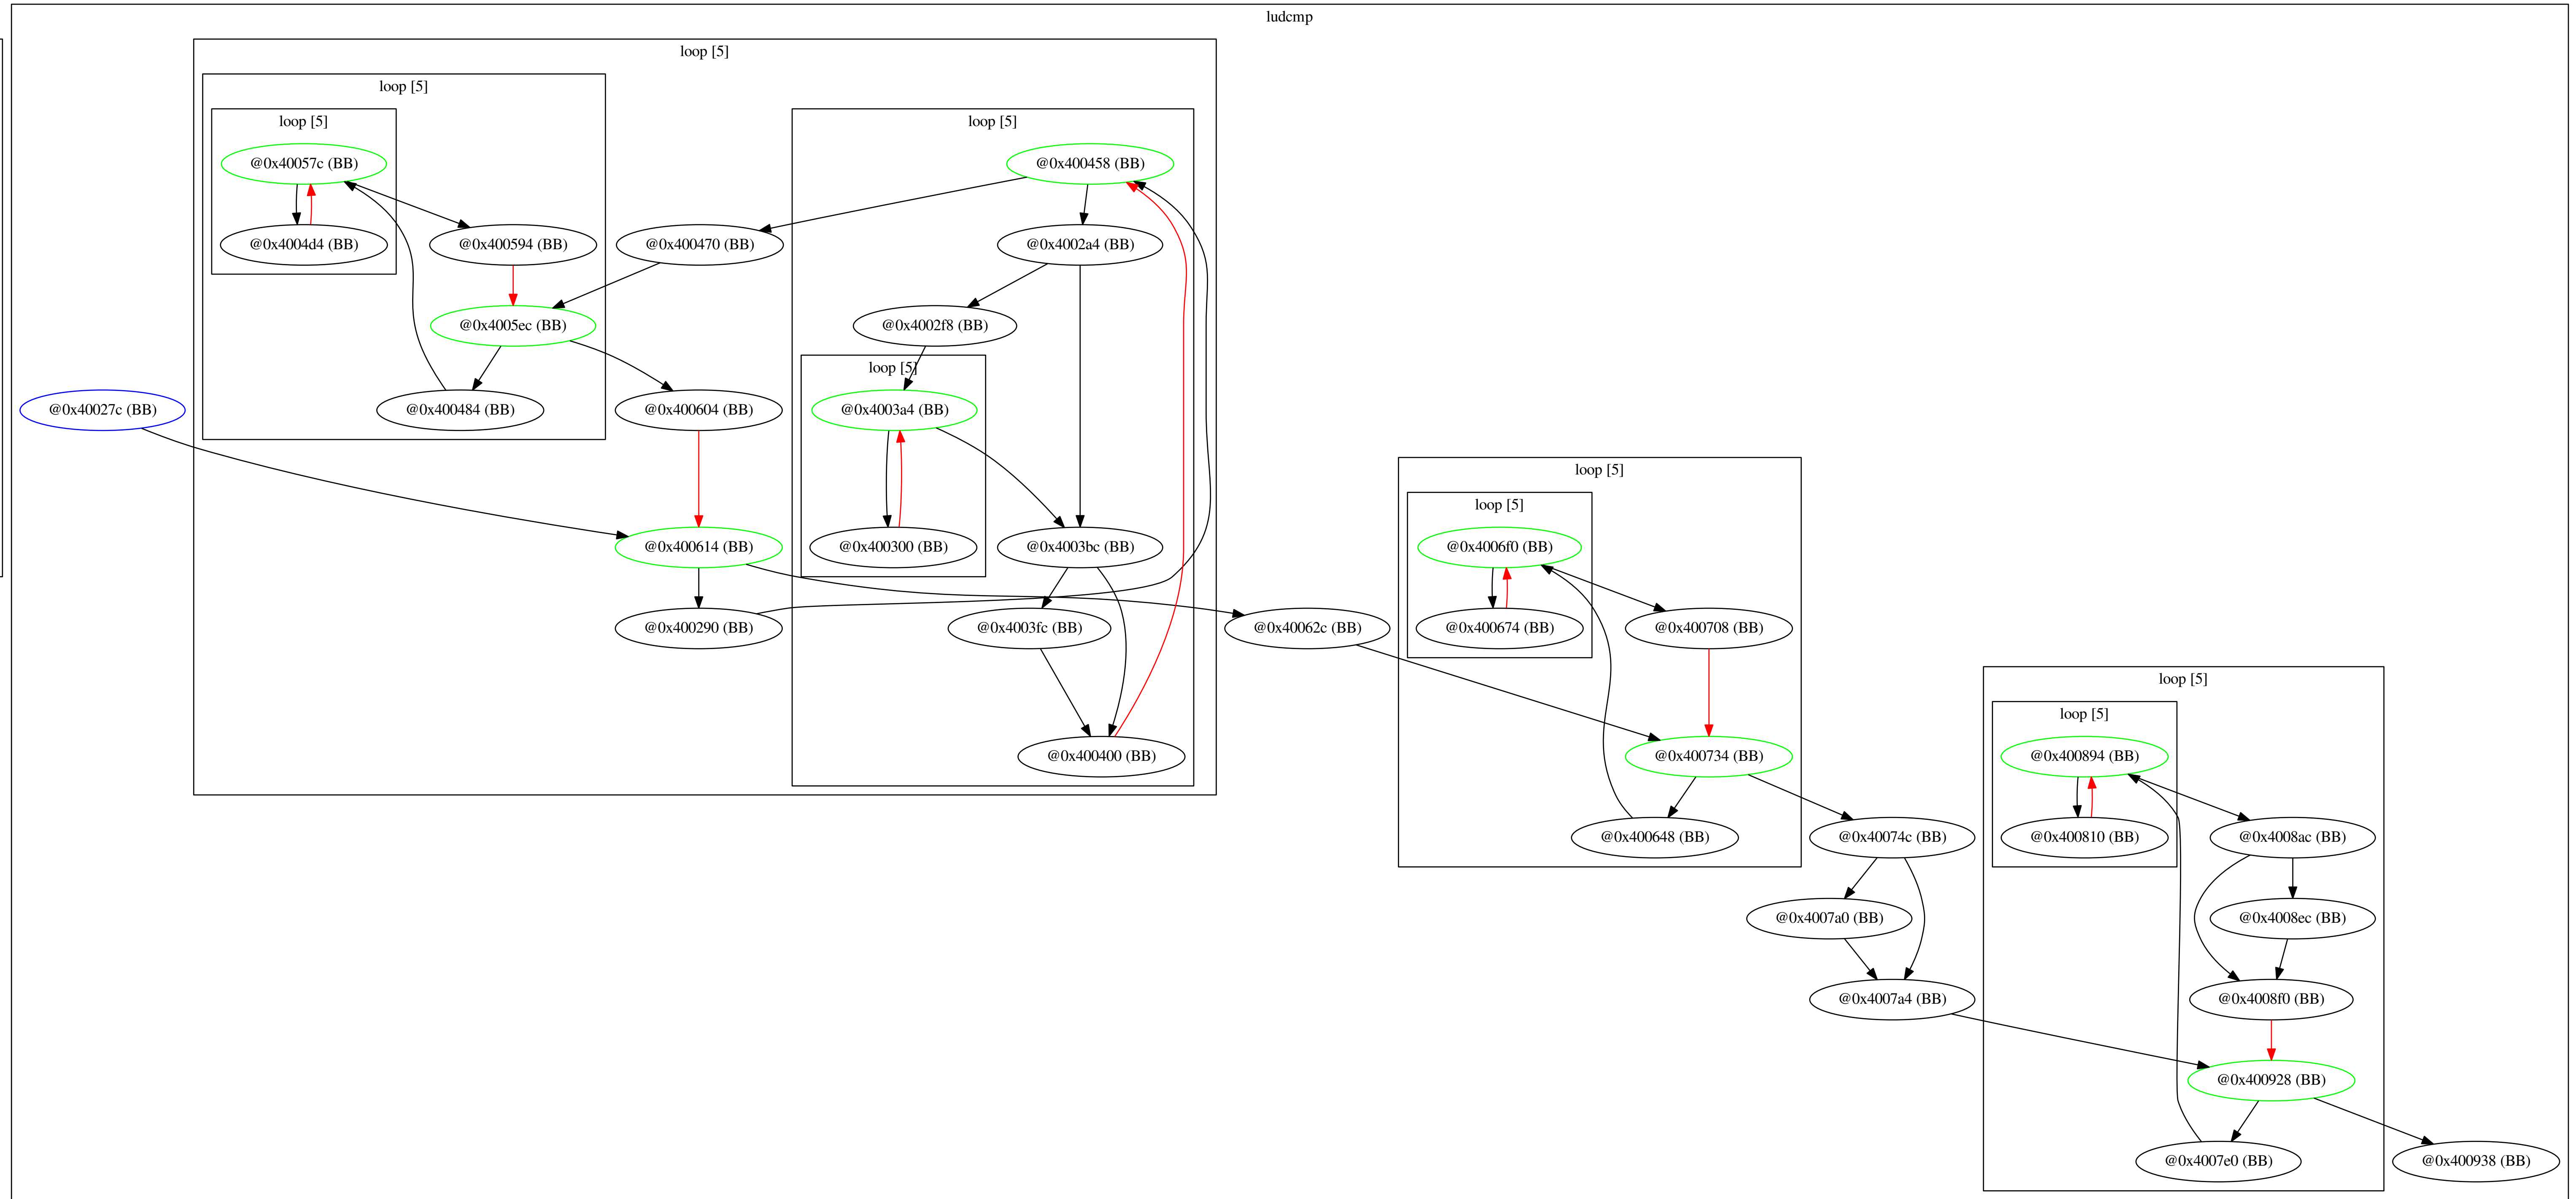 ludcmp
loop [5]
loop [5]
loop [5]
loop [5]
@0x40057c (BB)
@0x400458 (BB)
@0x4004d4 (BB)
@0x400594 (BB)
@0x400470 (BB)
@0x4002a4 (BB)
@0x4005ec (BB)
@0x4002f8 (BB)
loop [5]
@0x40027c (BB)
@0x400484 (BB)
@0x400604 (BB)
@0x4003a4 (BB)
loop [5]
loop [5]
@0x400614 (BB)
@0x400300 (BB)
@0x4003bc (BB)
@0x4006f0 (BB)
@0x400290 (BB)
@0x4003fc (BB)
@0x40062c (BB)
@0x400674 (BB)
@0x400708 (BB)
loop [5]
loop [5]
@0x400400 (BB)
@0x400734 (BB)
@0x400894 (BB)
@0x400648 (BB)
@0x40074c (BB)
@0x400810 (BB)
@0x4008ac (BB)
@0x4007a0 (BB)
@0x4008ec (BB)
@0x4007a4 (BB)
@0x4008f0 (BB)
@0x400928 (BB)
@0x4007e0 (BB)
@0x400938 (BB)